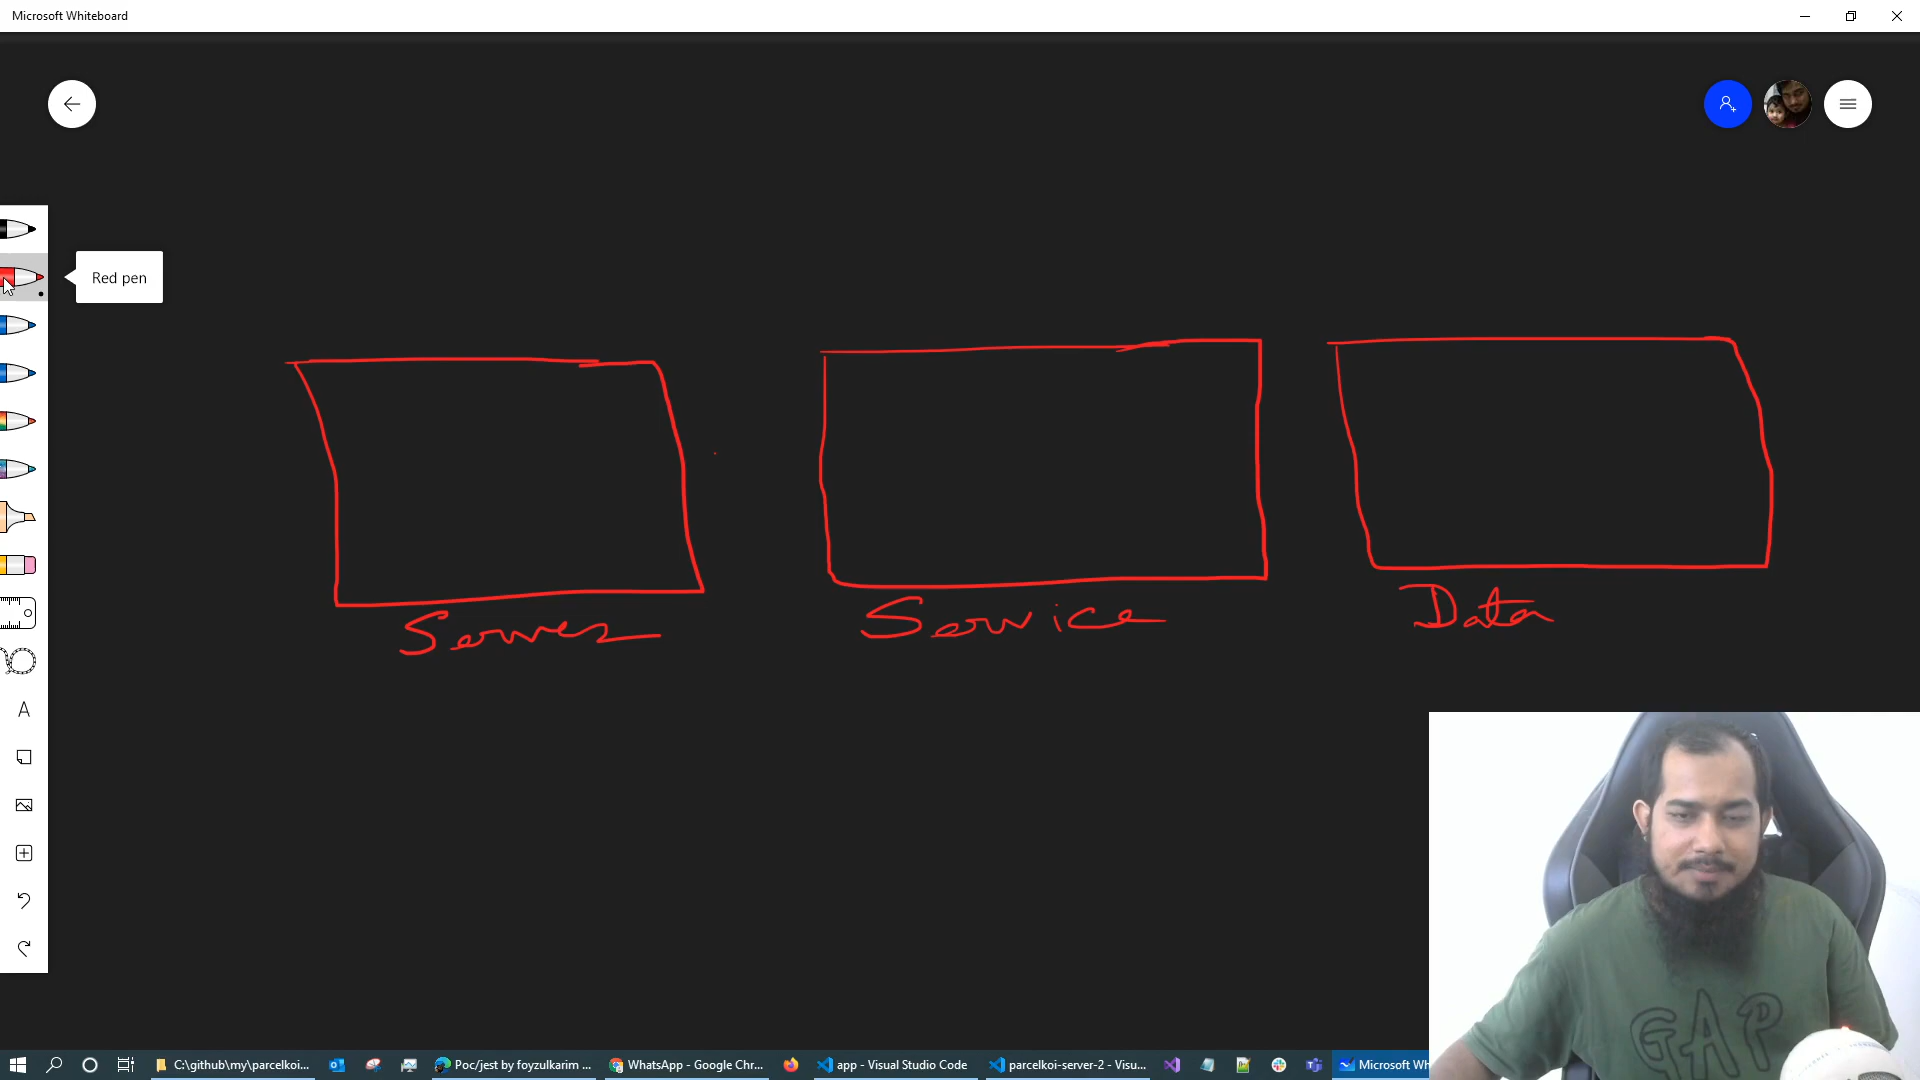 Microsoft Whiteboard
Red pen
Server
Service
Data
A
GAP
C:\github\my\parcelkoi...
Poc/jest by foyzulkarim ...
WhatsApp - Google Chr...
app - Visual Studio Code
parcelkoi-server-2 - Visu...
Microsoft Wh